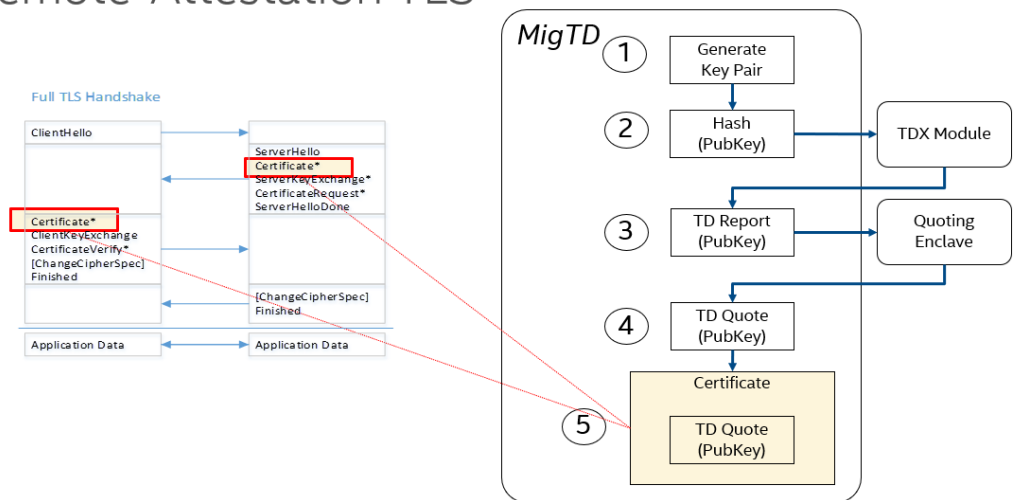 emote Attestation TLS
Full TLS Handshake
ClientHello
ServerHello
Certificate*
ServerKeyExchange*
CertificateRequest*
ServerHelloDone
Certificate*
ClientKeyExchange
CertificateVerify*
[ChangeCipherSpec]
Finished
[ChangeCipherSpec]
Finished
Application Data
Application Data
MigTD
1
Generate
Key Pair
2
Hash
(PubKey)
TDX Module
3
TD Report
(PubKey)
Quoting
Enclave
4
TD Quote
(PubKey)
Certificate
5
TD Quote
(PubKey)